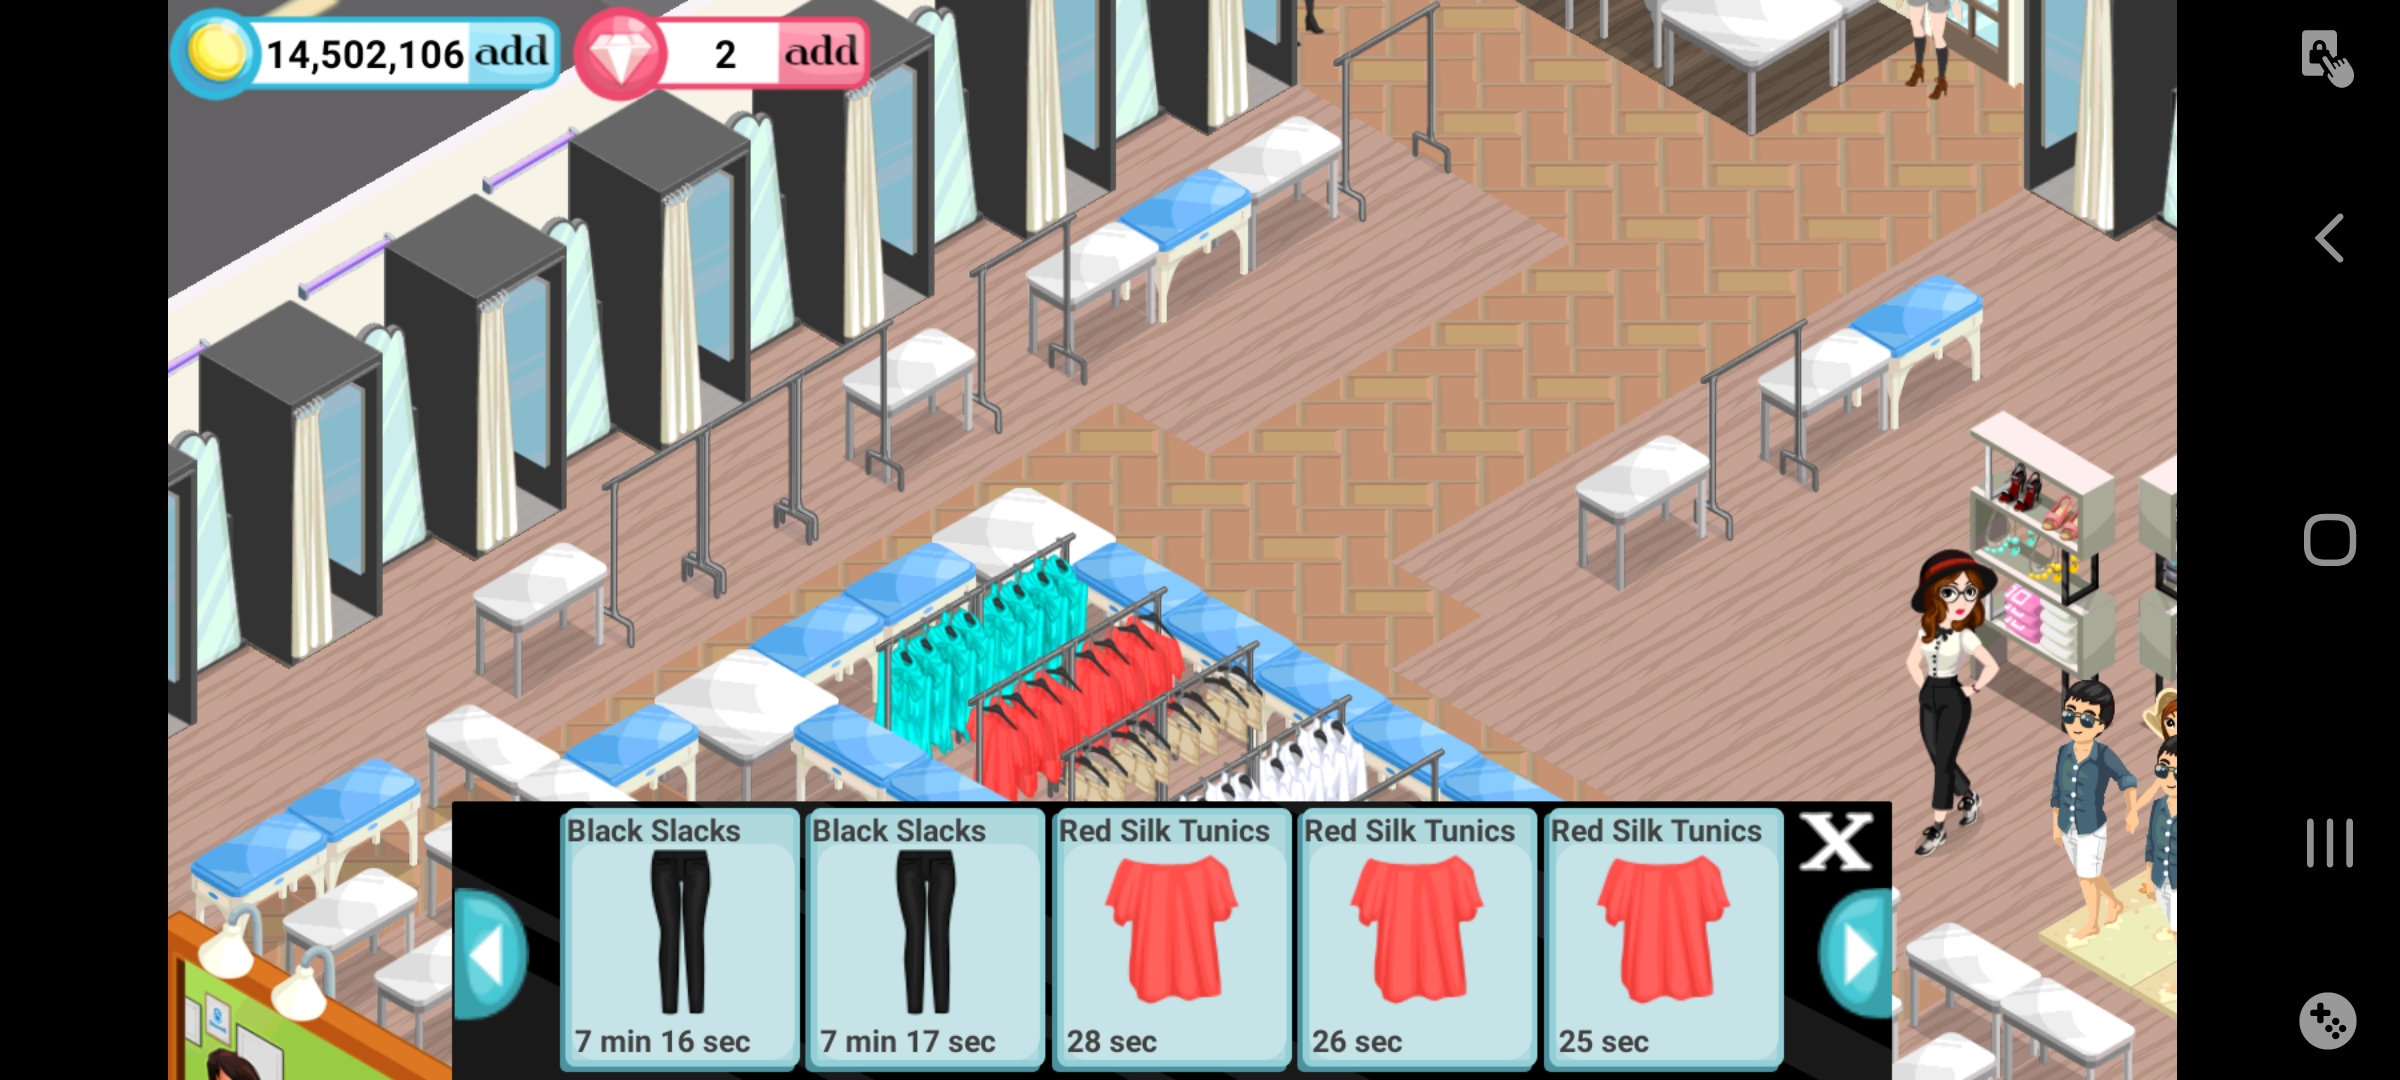 14,502,106 add 2 add
Black Slacks Black Slacks Red Silk Tunics Red Silk Tunics Red Silk Tunics
X
7 min 16 sec 7 min 17 sec 28 sec 26 sec 25 sec